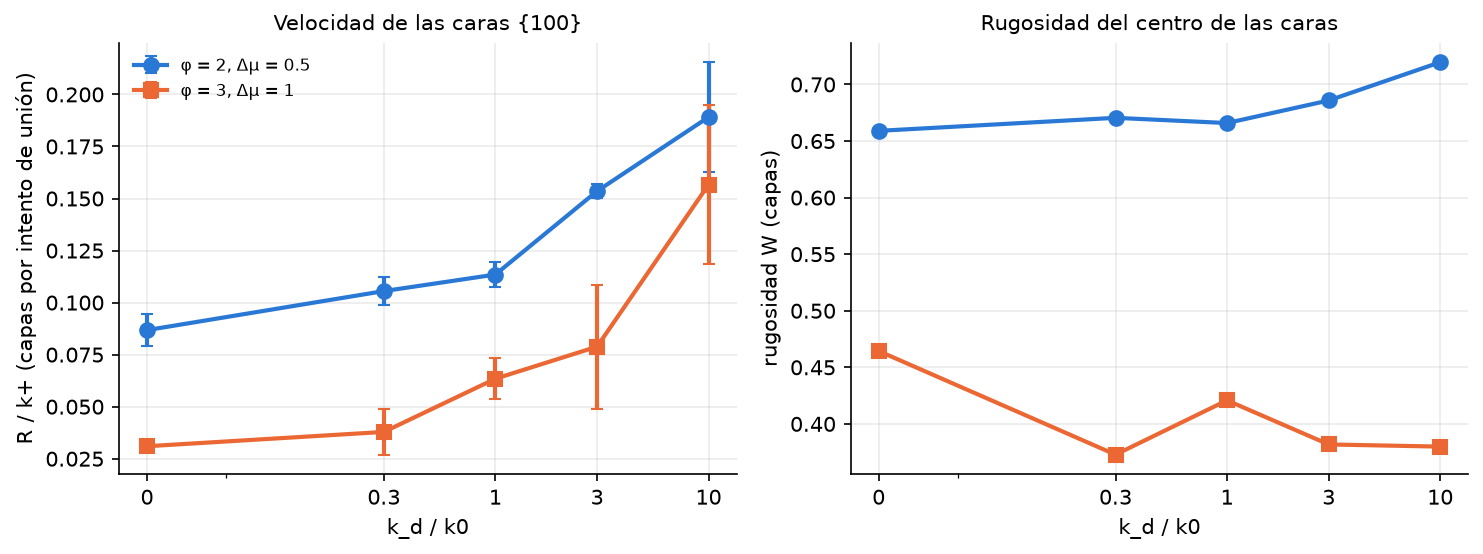 Velocidad de las caras {100}
R / k+ (capas por intento de unión)
0.200
0.175
0.150
0.125
0.100
0.075
0.050
0.025
φ = 2, Δμ = 0.5
φ = 3, Δμ = 1
0 0.3 1 3 10
k_d / k0
Rugosidad del centro de las caras
rugosidad W (capas)
0.70
0.65
0.60
0.55
0.50
0.45
0.40
0 0.3 1 3 10
k_d / k0